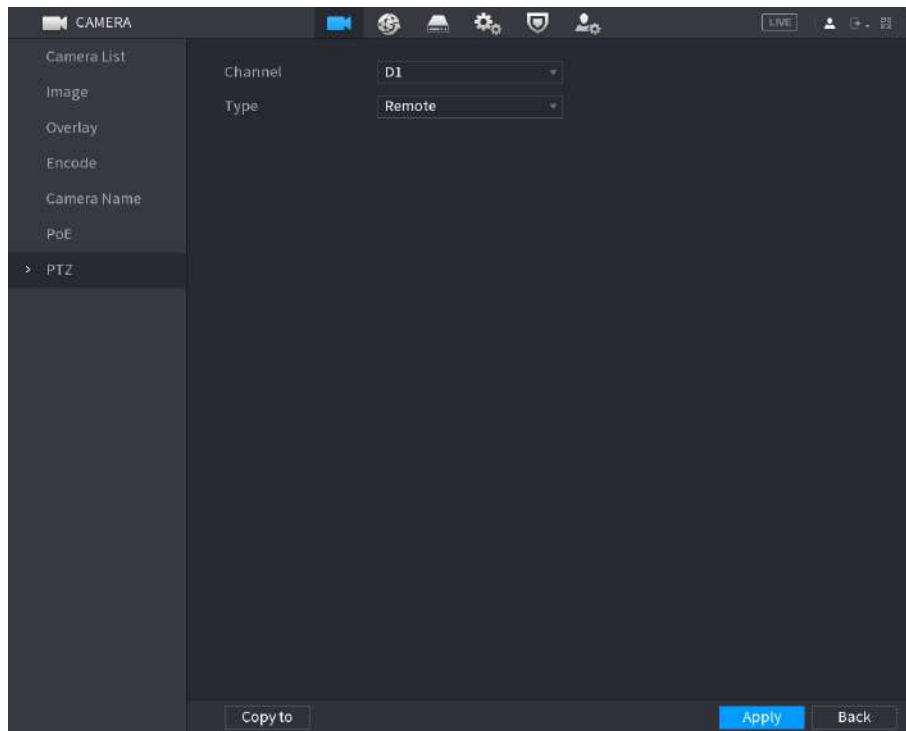 CAMERA
LIVE
Camera List
Image
Overlay
Encode
Camera Name
PoE
> PTZ
Channel D1
Type Remote
Copy to
Apply
Back